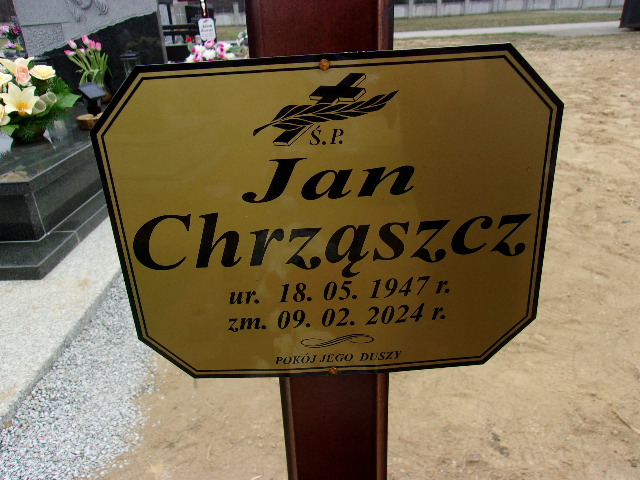 Ś.P.
Jan
Chrząszcz
ur. 18. 05. 1947 r.
zm. 09. 02. 2024 r.
POKÓJ JEGO DUSZY